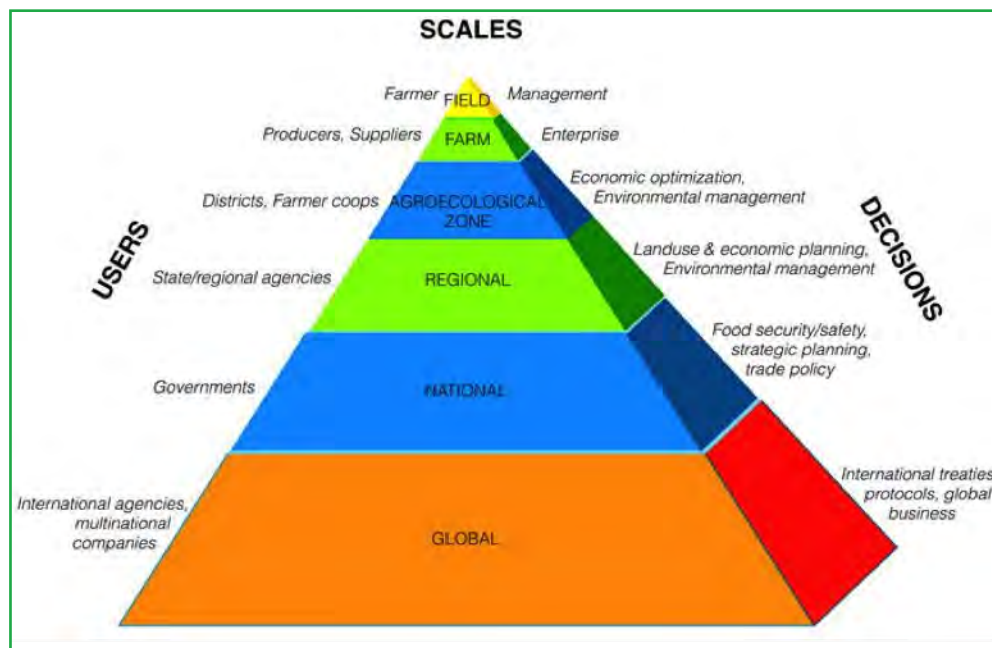 SCALES
Farmer
FIELD
Management
Producers, Suppliers
FARM
Enterprise
Districts, Farmer coops
AGROECOLOGICAL
ZONE
Economic optimization,
Environmental management
USERS
DECISIONS
State/regional agencies
REGIONAL
Landuse & economic planning,
Environmental management
Governments
NATIONAL
Food security/safety,
strategic planning,
trade policy
International agencies,
multinational
companies
GLOBAL
International treaties
protocols, global
business